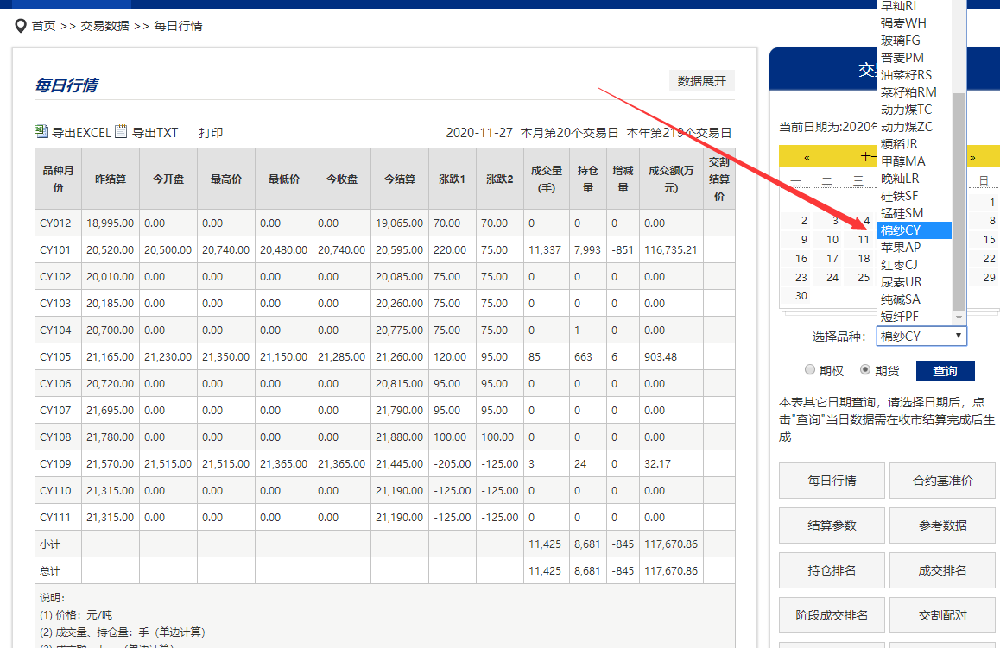 首页 >> 交易数据 >> 每日行情
每日行情
数据展开
导出EXCEL 导出TXT 打印
2020-11-27 本月第20个交易日 本年第219个交易日
品种月份 昨结算 今开盘 最高价 最低价 今收盘 今结算 涨跌1 涨跌2 成交量(手) 持仓量 增减量 成交额(万元) 交割结算价
CY012 18,995.00 0.00 0.00 0.00 0.00 19,065.00 70.00 70.00 0 0 0 0.00
CY101 20,520.00 20,500.00 20,740.00 20,480.00 20,740.00 20,595.00 220.00 75.00 11,337 7,993 -851 116,735.21
CY102 20,010.00 0.00 0.00 0.00 0.00 20,085.00 75.00 75.00 0 0 0 0.00
CY103 20,185.00 0.00 0.00 0.00 0.00 20,260.00 75.00 75.00 0 0 0 0.00
CY104 20,700.00 0.00 0.00 0.00 0.00 20,775.00 75.00 75.00 0 1 0 0.00
CY105 21,165.00 21,230.00 21,350.00 21,150.00 21,285.00 21,260.00 120.00 95.00 85 663 6 903.48
CY106 20,720.00 0.00 0.00 0.00 0.00 20,815.00 95.00 95.00 0 0 0 0.00
CY107 21,695.00 0.00 0.00 0.00 0.00 21,790.00 95.00 95.00 0 0 0 0.00
CY108 21,780.00 0.00 0.00 0.00 0.00 21,880.00 100.00 100.00 0 0 0 0.00
CY109 21,570.00 21,515.00 21,515.00 21,365.00 21,365.00 21,445.00 -205.00 -125.00 3 24 0 32.17
CY110 21,315.00 0.00 0.00 0.00 0.00 21,190.00 -125.00 -125.00 0 0 0 0.00
CY111 21,315.00 0.00 0.00 0.00 0.00 21,190.00 -125.00 -125.00 0 0 0 0.00
小计 11,425 8,681 -845 117,670.86
总计 11,425 8,681 -845 117,670.86
说明：
(1) 价格：元/吨
(2) 成交量、持仓量：手（单边计算）
(3) 成交额：万元（单边计算）
交
当前日期为:2020年
« 十一 »
一 二 三 日
1
2 3 4 8
9 10 11 15
16 17 18 22
23 24 25 29
30
早籼RI
强麦WH
玻璃FG
普麦PM
油菜籽RS
菜籽粕RM
动力煤TC
动力煤ZC
粳稻JR
甲醇MA
晚籼LR
硅铁SF
锰硅SM
棉纱CY
苹果AP
红枣CJ
尿素UR
纯碱SA
短纤PF
选择品种： 棉纱CY
期权 期货 查询
本表其它日期查询，请选择日期后，点
击"查询"当日数据需在收市结算完成后生
成
每日行情 合约基准价
结算参数 参考数据
持仓排名 成交排名
阶段成交排名 交割配对